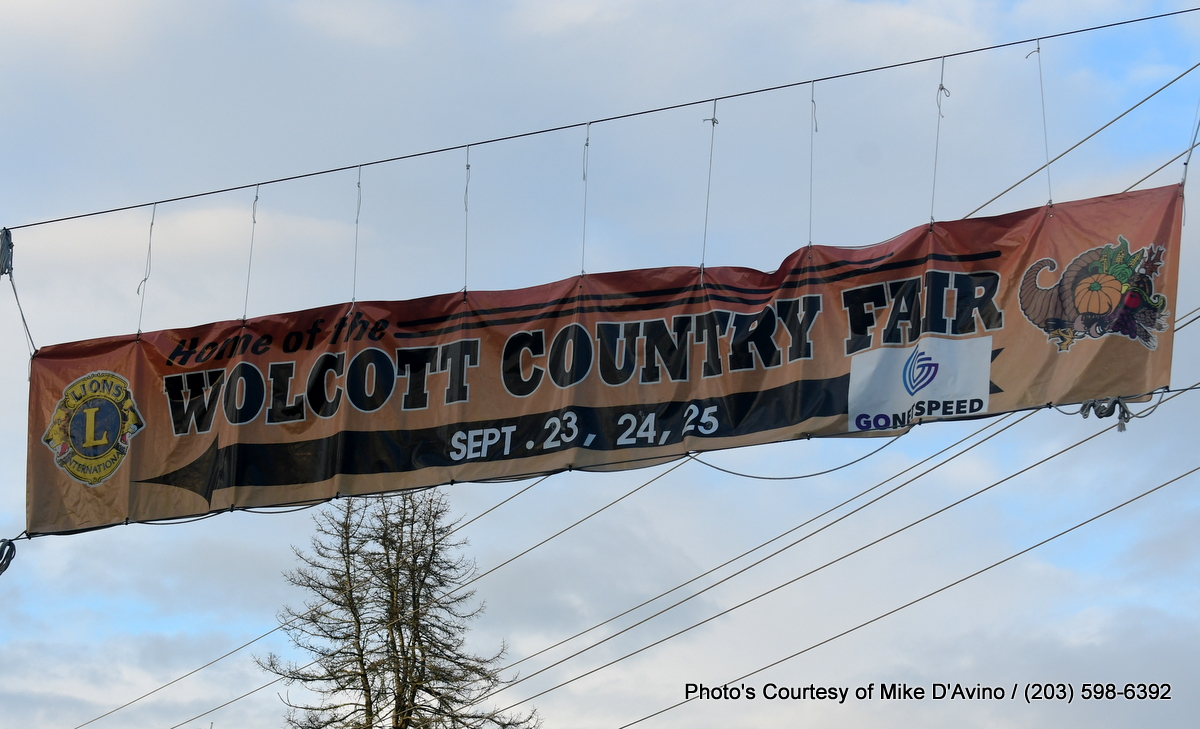 Home of the
WOLCOTT COUNTRY FAIR
SEPT. 23, 24, 25
LIONS
L
INTERNATIONAL
GONETSPEED
Photo's Courtesy of Mike D'Avino / (203) 598-6392